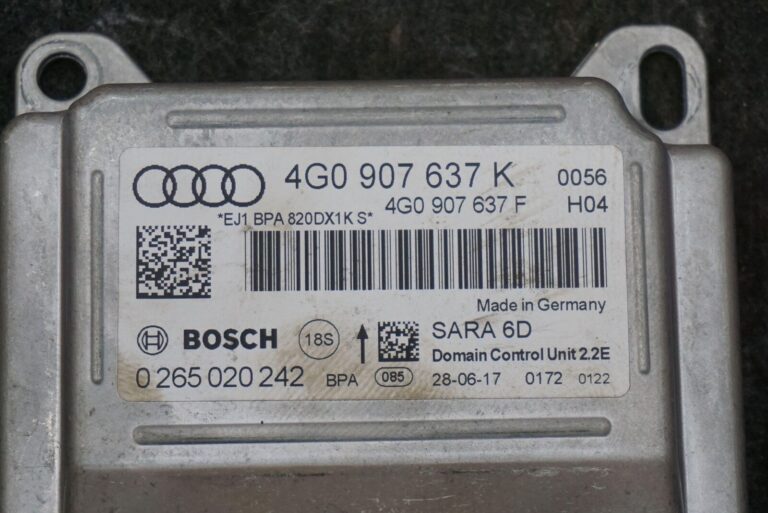 4G0 907 637 K 0056
4G0 907 637 F H04
*EJ1 BPA 820DX1K S*
Made in Germany
BOSCH 18S SARA 6D
Domain Control Unit 2.2E
0 265 020 242 BPA 085 28-06-17 0172 0122